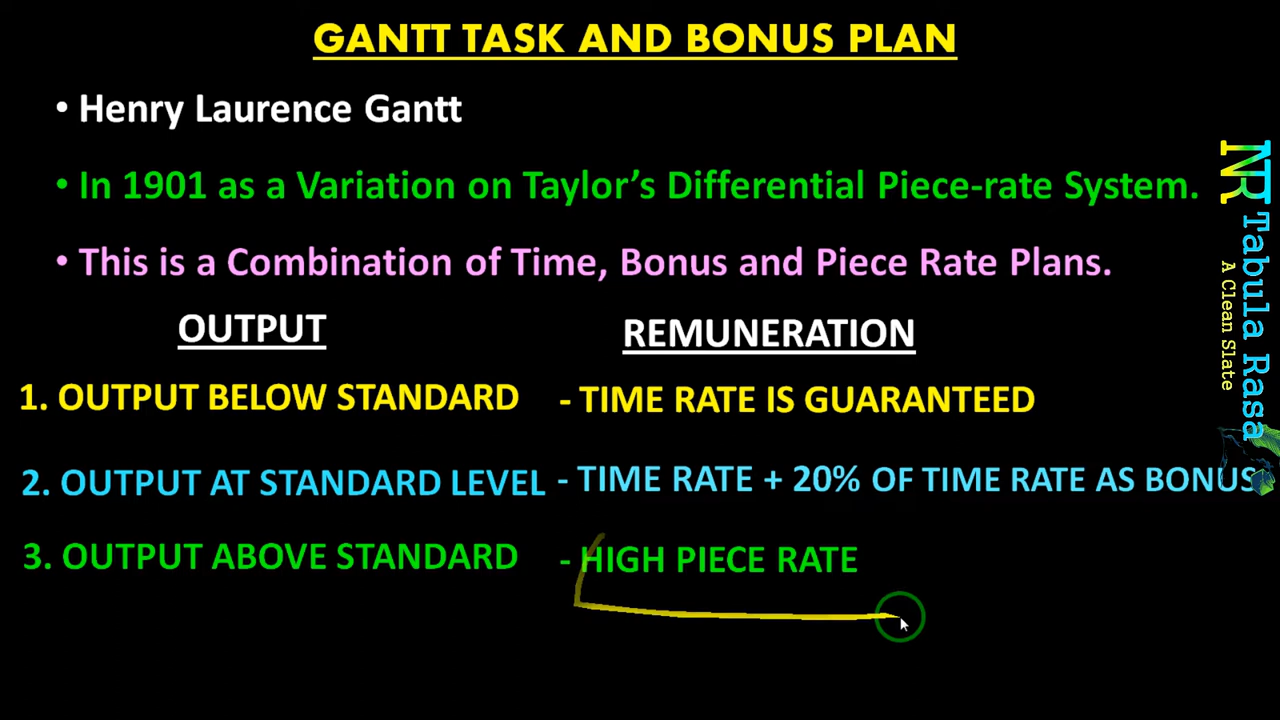 GANTT TASK AND BONUS PLAN
• Henry Laurence Gantt
• In 1901 as a Variation on Taylor’s Differential Piece-rate System.
• This is a Combination of Time, Bonus and Piece Rate Plans.
OUTPUT REMUNERATION
1. OUTPUT BELOW STANDARD - TIME RATE IS GUARANTEED
2. OUTPUT AT STANDARD LEVEL - TIME RATE + 20% OF TIME RATE AS BONUS
3. OUTPUT ABOVE STANDARD - HIGH PIECE RATE
NR
Tabula Rasa
A Clean Slate